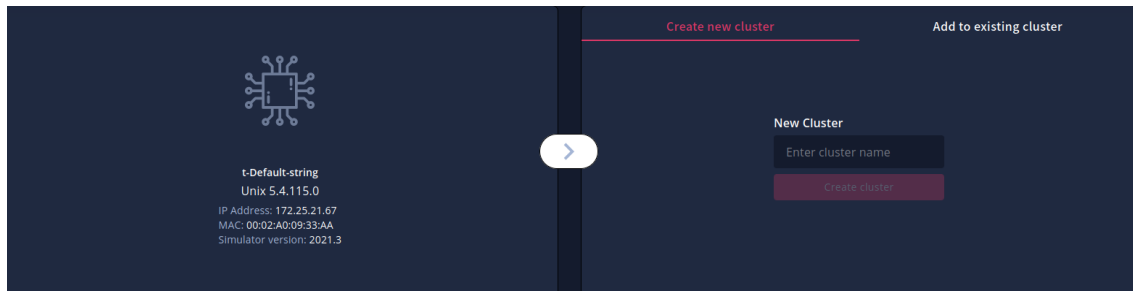 t-Default-string
Unix 5.4.115.0
IP Address: 172.25.21.67
MAC: 00:02:A0:09:33:AA
Simulator version: 2021.3
Create new cluster
Add to existing cluster
New Cluster
Enter cluster name
Create cluster